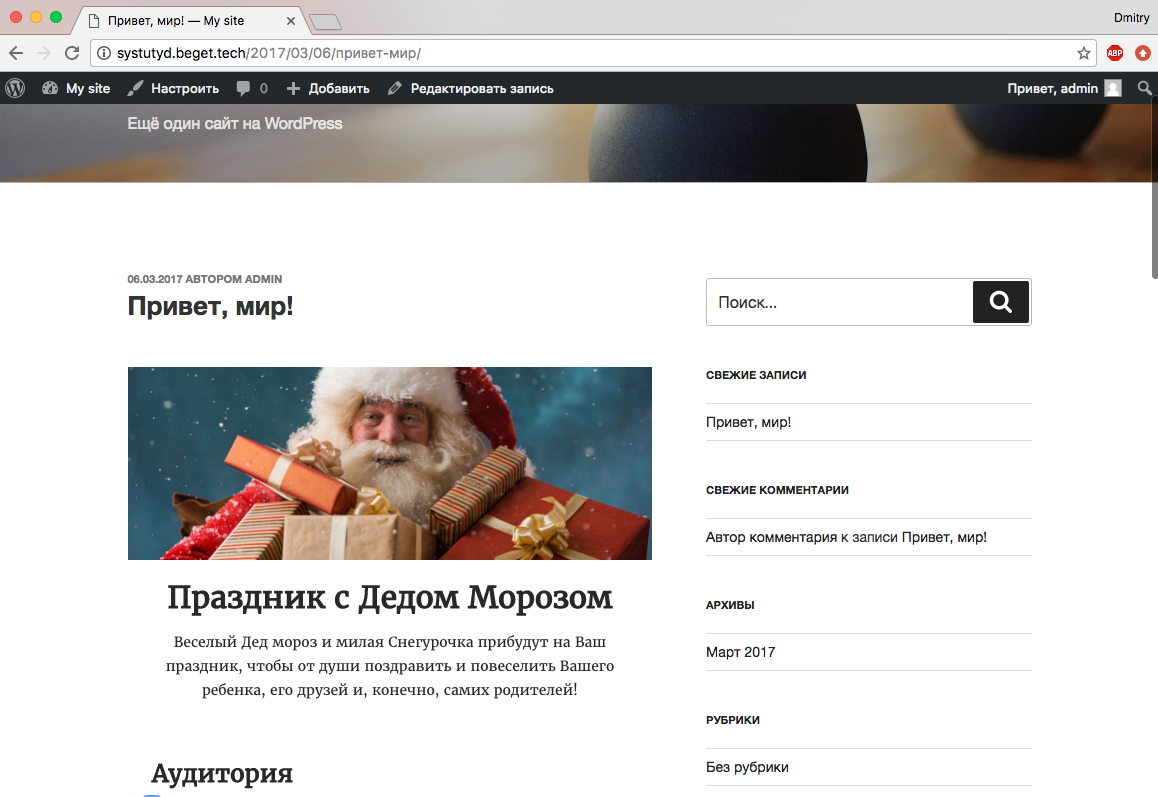 Привет, мир! — My site
Dmitry
systutyd.beget.tech/2017/03/06/привет-мир/
ABP
My site
Настроить
0
Добавить
Редактировать запись
Привет, admin
Ещё один сайт на WordPress
06.03.2017 АВТОРОМ ADMIN
Привет, мир!
Праздник с Дедом Морозом
Веселый Дед мороз и милая Снегурочка прибудут на Ваш
праздник, чтобы от души поздравить и повеселить Вашего
ребенка, его друзей и, конечно, самих родителей!
Аудитория
Поиск...
СВЕЖИЕ ЗАПИСИ
Привет, мир!
СВЕЖИЕ КОММЕНТАРИИ
Автор комментария к записи Привет, мир!
АРХИВЫ
Март 2017
РУБРИКИ
Без рубрики